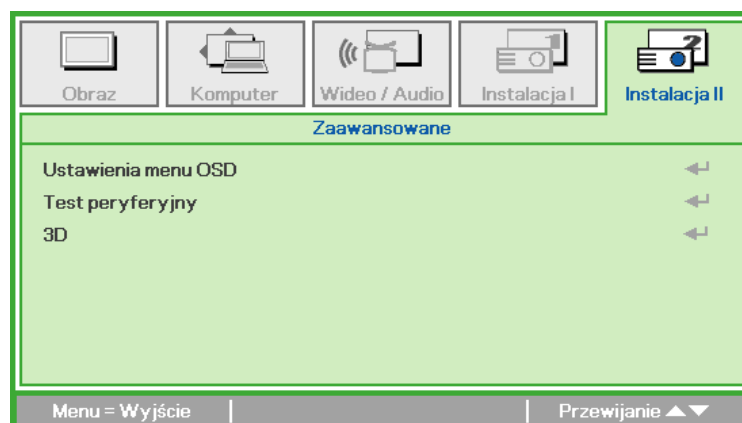 Obraz
Komputer
Wideo / Audio
Instalacja I
Instalacja II
Zaawansowane
Ustawienia menu OSD
Test peryferyjny
3D
Menu = Wyjście
Przewijanie ▲▼